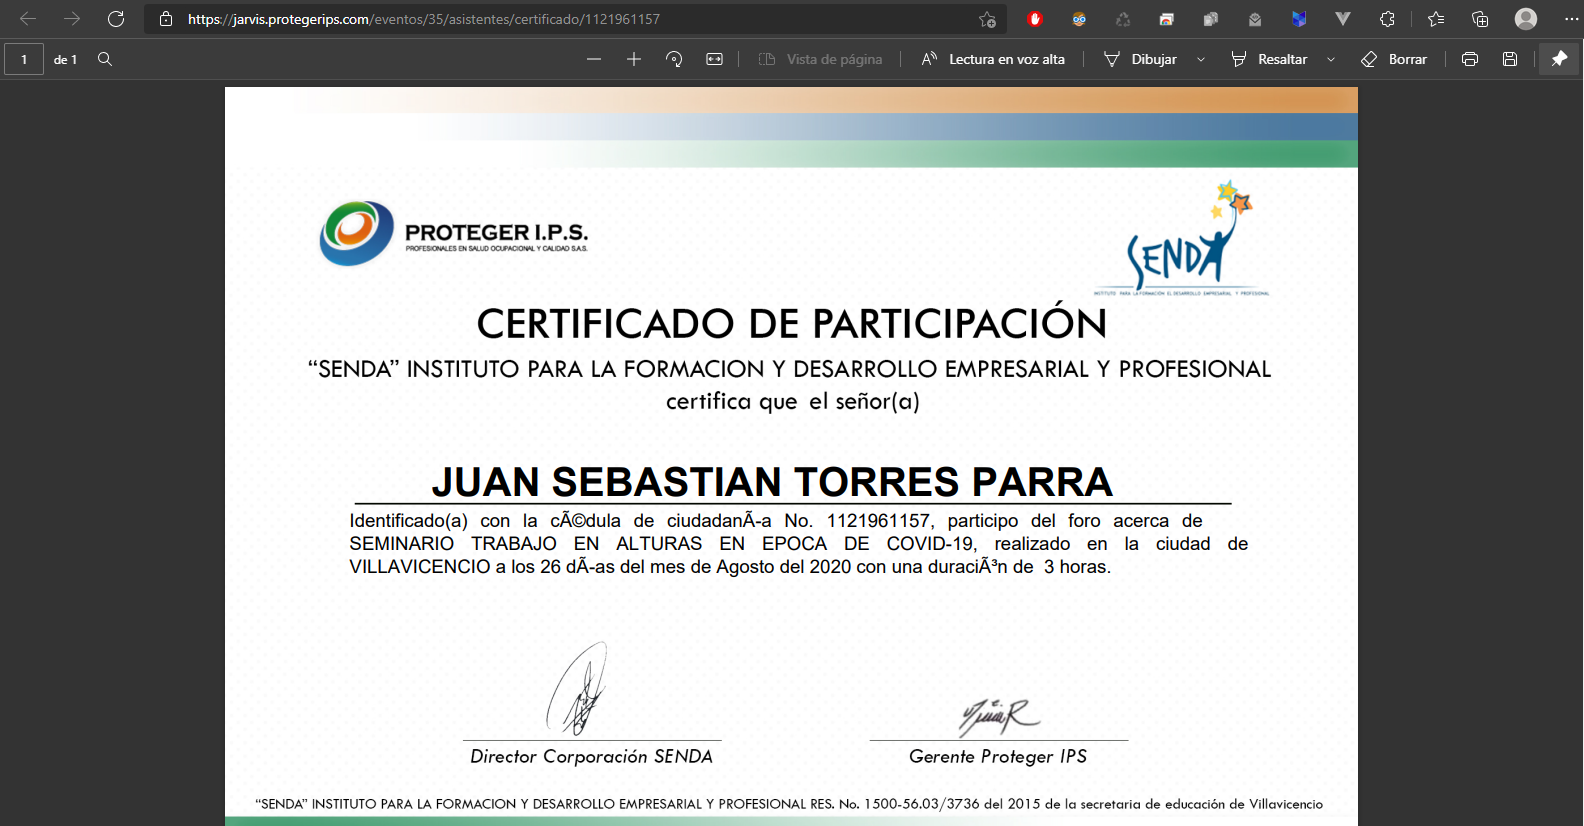 https://jarvis.protegerips.com/eventos/35/asistentes/certificado/1121961157
1 de 1 Vista de página Lectura en voz alta Dibujar Resaltar Borrar
PROTEGER I.P.S.
PROFESIONALES EN SALUD OCUPACIONAL Y CALIDAD S.A.S.
SENDA
INSTITUTO PARA LA FORMACIÓN EL DESARROLLO EMPRESARIAL Y PROFESIONAL
CERTIFICADO DE PARTICIPACIÓN
“SENDA” INSTITUTO PARA LA FORMACION Y DESARROLLO EMPRESARIAL Y PROFESIONAL
certifica que el señor(a)
JUAN SEBASTIAN TORRES PARRA
Identificado(a) con la cÃ©dula de ciudadanÃ-a No. 1121961157, participo del foro acerca de
SEMINARIO TRABAJO EN ALTURAS EN EPOCA DE COVID-19, realizado en la ciudad de
VILLAVICENCIO a los 26 dÃ-as del mes de Agosto del 2020 con una duraciÃ³n de 3 horas.
Director Corporación SENDA
Gerente Proteger IPS
“SENDA” INSTITUTO PARA LA FORMACION Y DESARROLLO EMPRESARIAL Y PROFESIONAL RES. No. 1500-56.03/3736 del 2015 de la secretaria de educación de Villavicencio